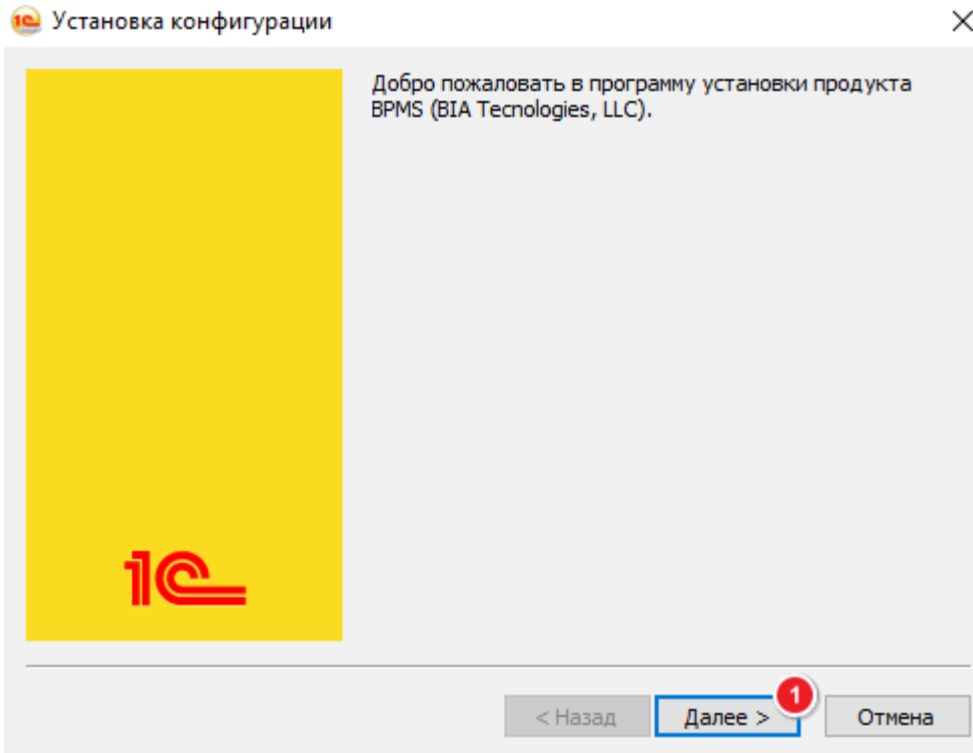 Установка конфигурации
Добро пожаловать в программу установки продукта
BPMS (BIA Tecnologies, LLC).
1С
< Назад
Далее >
1
Отмена